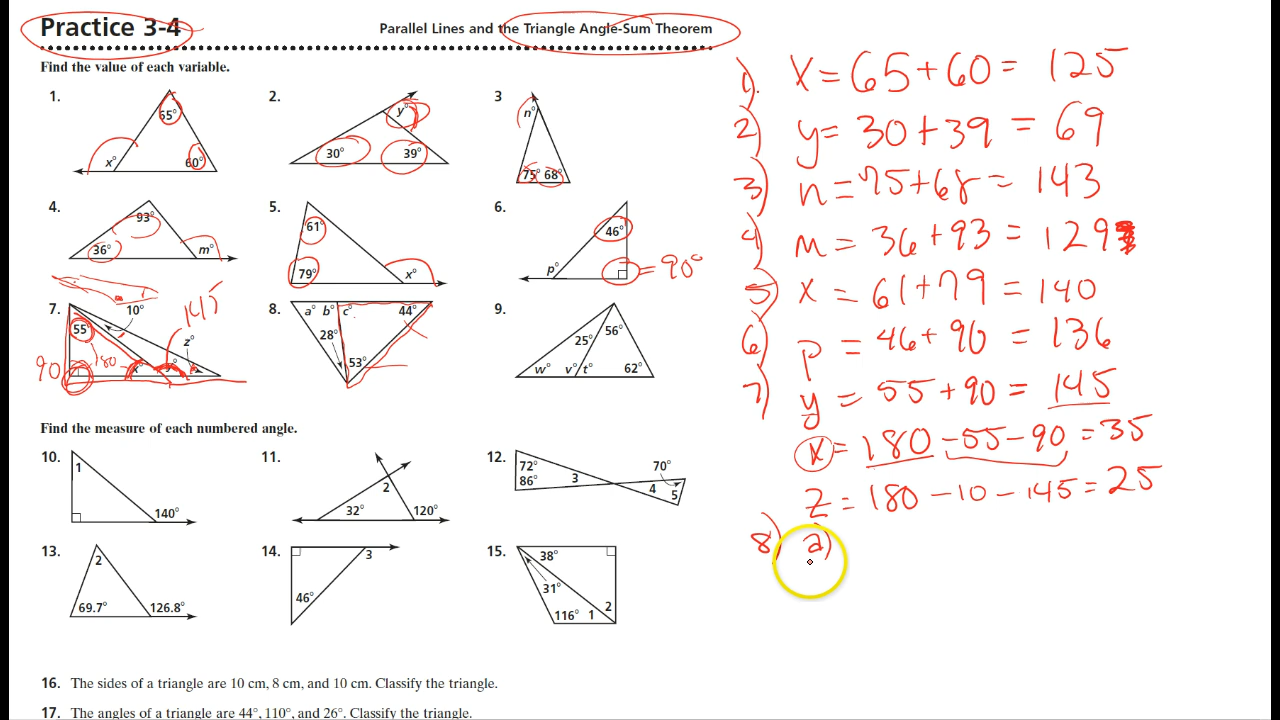 Practice 3-4
Parallel Lines and the Triangle Angle-Sum Theorem
Find the value of each variable.
1. 65° 60° x°
2. y° 30° 39°
3 n° 75° 68°
4. 93° 36° m°
5. 61° 79° x°
6. 46° p° = 90°
7. 10° 55° 145 z° 90 180 x° y°
8. a° b° c° 44° 28° 53°
9. 56° 25° w° v° t° 62°
Find the measure of each numbered angle.
10. 1 140°
11. 2 32° 120°
12. 72° 86° 3 70° 4 5
13. 2 69.7° 126.8°
14. 3 46°
15. 38° 31° 2 116° 1
16. The sides of a triangle are 10 cm, 8 cm, and 10 cm. Classify the triangle.
17. The angles of a triangle are 44°, 110°, and 26°. Classify the triangle.
1). x = 65 + 60 = 125
2) y = 30 + 39 = 69
3) n = 75 + 68 = 143
4) m = 36 + 93 = 129
5) x = 61 + 79 = 140
6) p = 46 + 90 = 136
7) y = 55 + 90 = 145
x = 180 - 55 - 90 = 35
z = 180 - 10 - 145 = 25
8) a)